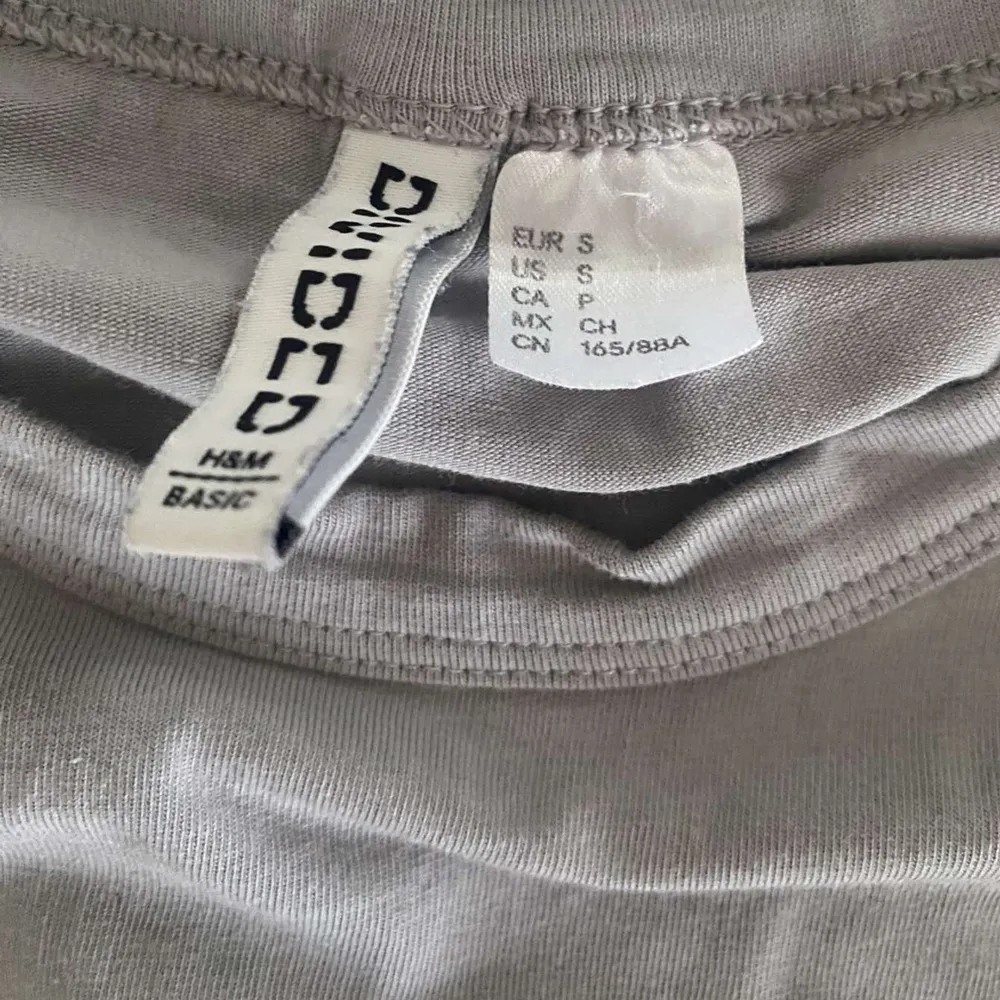 DIVIDED
H&M
BASIC
EUR S
US S
CA P
MX CH
CN 165/88A